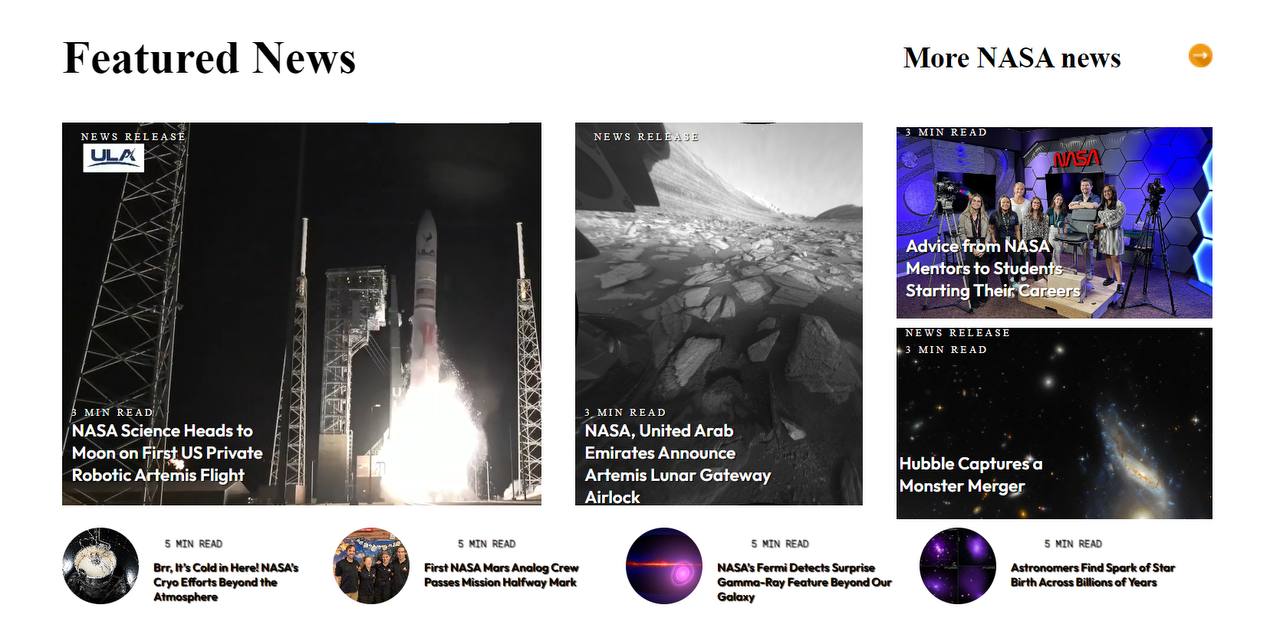 Featured News
More NASA news
NEWS RELEASE
ULA
3 MIN READ
NASA Science Heads to
Moon on First US Private
Robotic Artemis Flight
NEWS RELEASE
3 MIN READ
NASA, United Arab
Emirates Announce
Artemis Lunar Gateway
Airlock
3 MIN READ
NASA
Advice from NASA
Mentors to Students
Starting Their Careers
NEWS RELEASE
3 MIN READ
Hubble Captures a
Monster Merger
5 MIN READ
Brr, It's Cold in Here! NASA's
Cryo Efforts Beyond the
Atmosphere
5 MIN READ
First NASA Mars Analog Crew
Passes Mission Halfway Mark
5 MIN READ
NASA's Fermi Detects Surprise
Gamma-Ray Feature Beyond Our
Galaxy
5 MIN READ
Astronomers Find Spark of Star
Birth Across Billions of Years